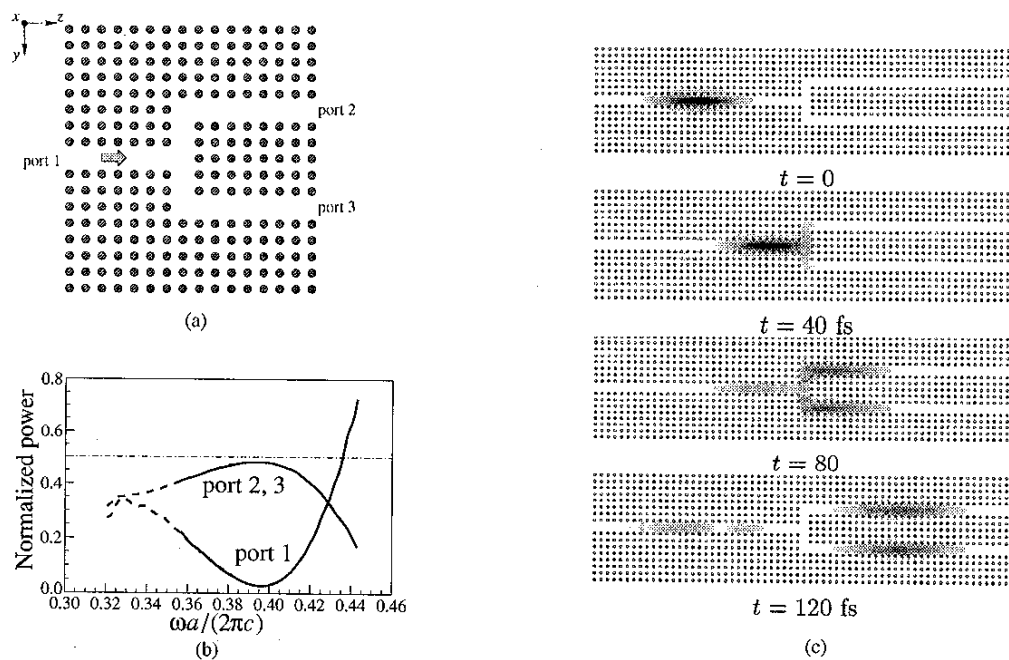 x
z
y
port 1
port 2
port 3
(a)
Normalized power
0.8
0.6
0.4
0.2
0.0
port 2, 3
port 1
0.30 0.32 0.34 0.36 0.38 0.40 0.42 0.44 0.46
ωa/(2πc)
(b)
t = 0
t = 40 fs
t = 80
t = 120 fs
(c)